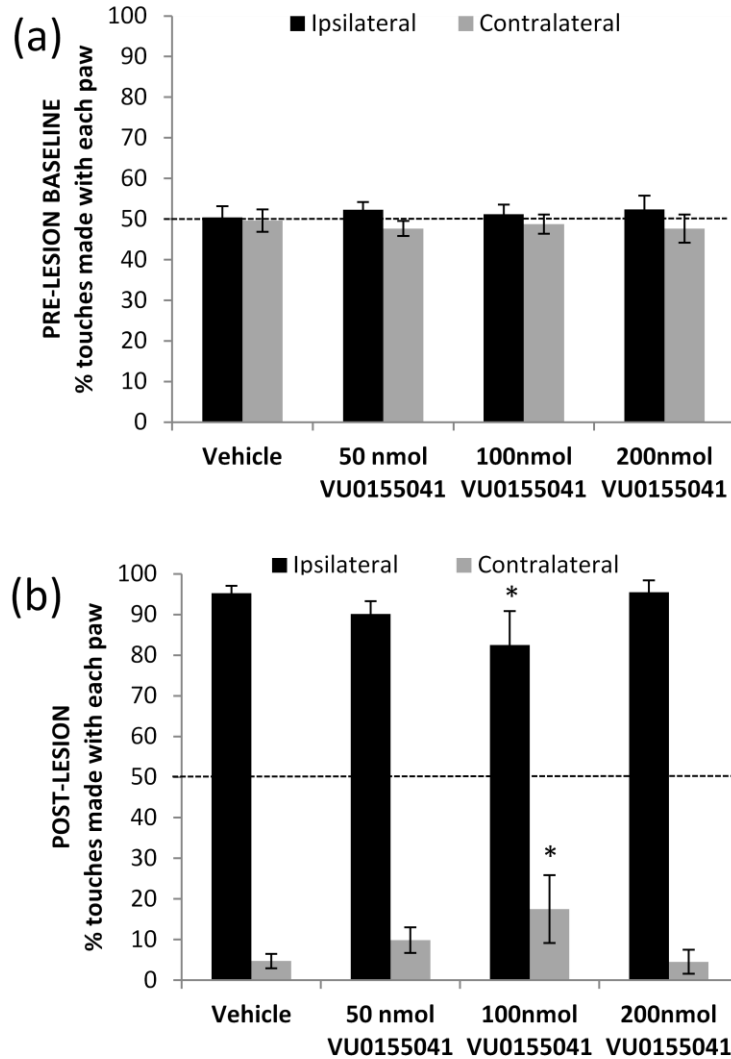 (a)
Ipsilateral Contralateral
PRE-LESION BASELINE
% touches made with each paw
100
90
80
70
60
50
40
30
20
10
0
Vehicle 50 nmol 100nmol 200nmol
VU0155041 VU0155041 VU0155041
(b)
Ipsilateral Contralateral
POST-LESION
% touches made with each paw
100
90
80
70
60
50
40
30
20
10
0
*
*
Vehicle 50 nmol 100nmol 200nmol
VU0155041 VU0155041 VU0155041